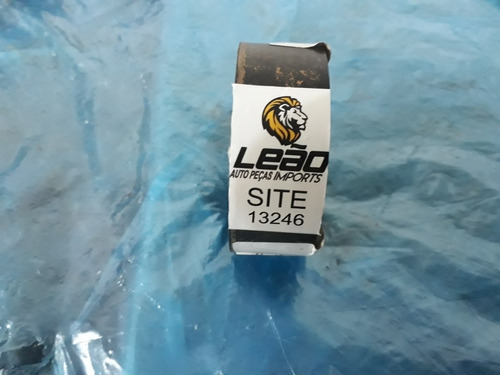 Leão
AUTO PEÇAS IMPORTS
SITE
13246